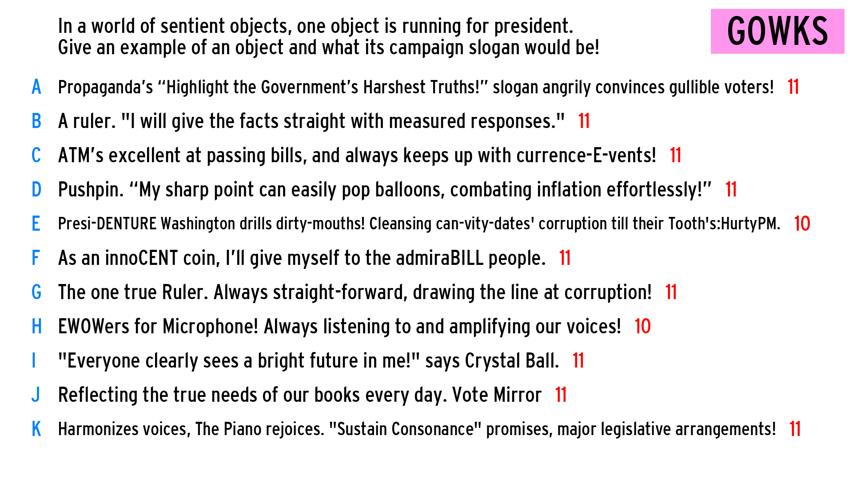 In a world of sentient objects, one object is running for president.
Give an example of an object and what its campaign slogan would be!
GOWKS
A Propaganda's “Highlight the Government's Harshest Truths!” slogan angrily convinces gullible voters! 11
B A ruler. "I will give the facts straight with measured responses." 11
C ATM's excellent at passing bills, and always keeps up with currence-E-vents! 11
D Pushpin. “My sharp point can easily pop balloons, combating inflation effortlessly!” 11
E Presi-DENTURE Washington drills dirty-mouths! Cleansing can-vity-dates' corruption till their Tooth's:HurtyPM. 10
F As an innoCENT coin, I'll give myself to the admiraBILL people. 11
G The one true Ruler. Always straight-forward, drawing the line at corruption! 11
H EWOWers for Microphone! Always listening to and amplifying our voices! 10
I "Everyone clearly sees a bright future in me!" says Crystal Ball. 11
J Reflecting the true needs of our books every day. Vote Mirror 11
K Harmonizes voices, The Piano rejoices. "Sustain Consonance" promises, major legislative arrangements! 11